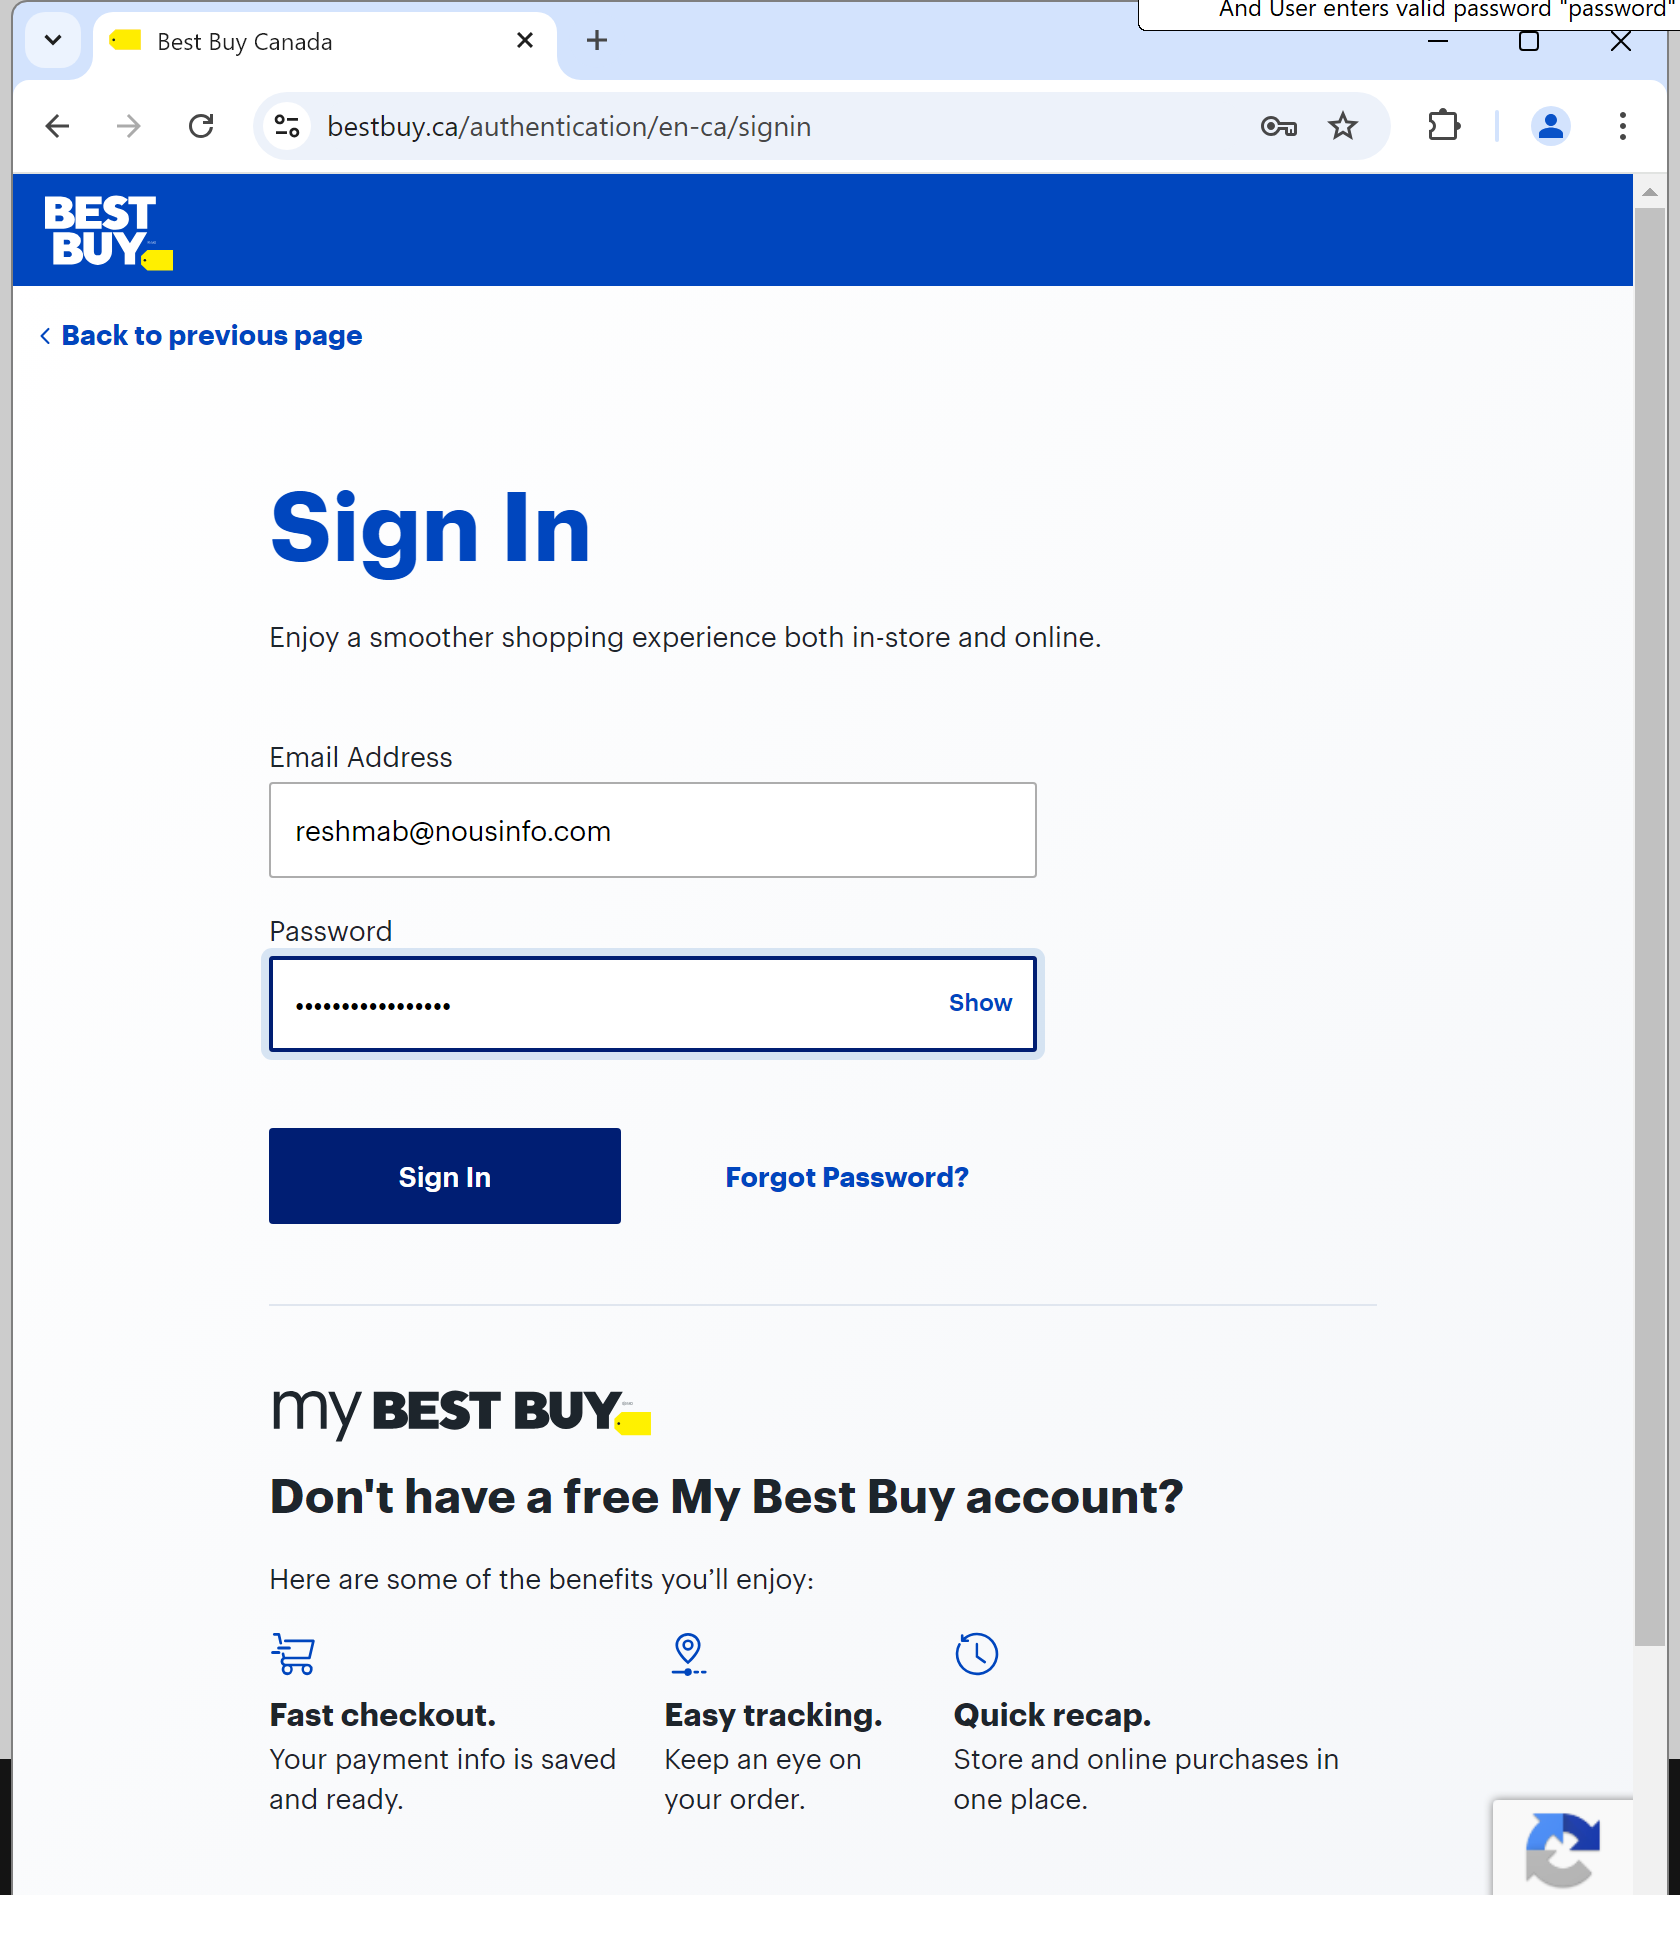 And User enters valid password "password"
Best Buy Canada
bestbuy.ca/authentication/en-ca/signin
BEST
BUY
Back to previous page
Sign In
Enjoy a smoother shopping experience both in-store and online.
Email Address
reshmab@nousinfo.com
Password
•••••••••••••••••
Show
Sign In
Forgot Password?
my BEST BUY
Don't have a free My Best Buy account?
Here are some of the benefits you’ll enjoy:
Fast checkout.
Your payment info is saved
and ready.
Easy tracking.
Keep an eye on
your order.
Quick recap.
Store and online purchases in
one place.